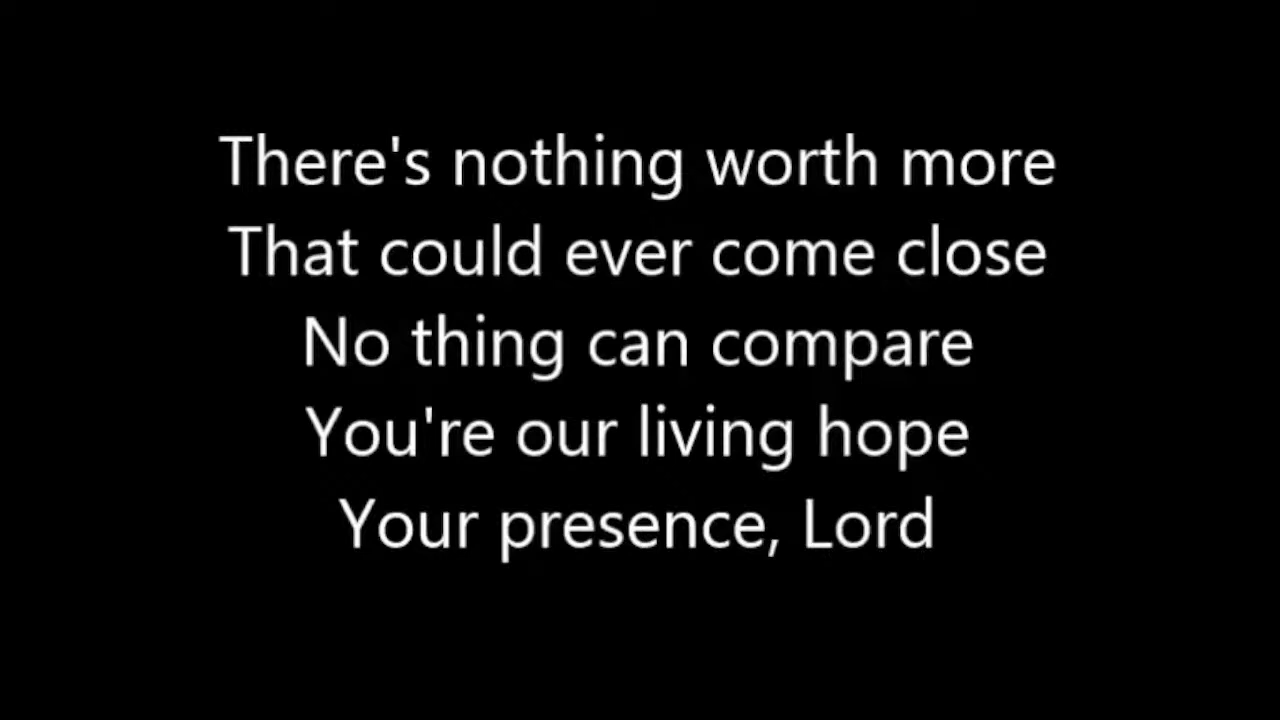 There's nothing worth more
That could ever come close
No thing can compare
You're our living hope
Your presence, Lord